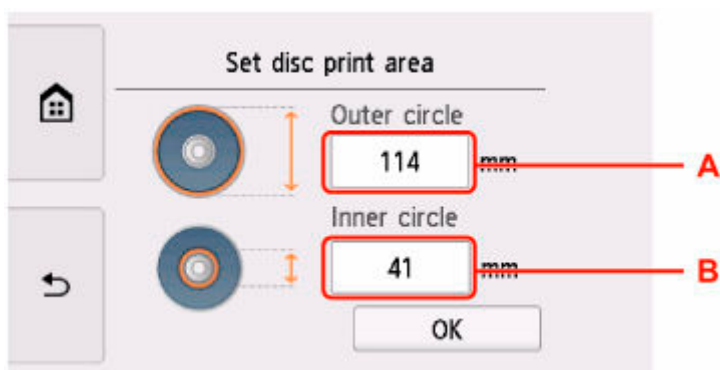 Set disc print area
Outer circle
114 mm
A
Inner circle
41 mm
B
OK